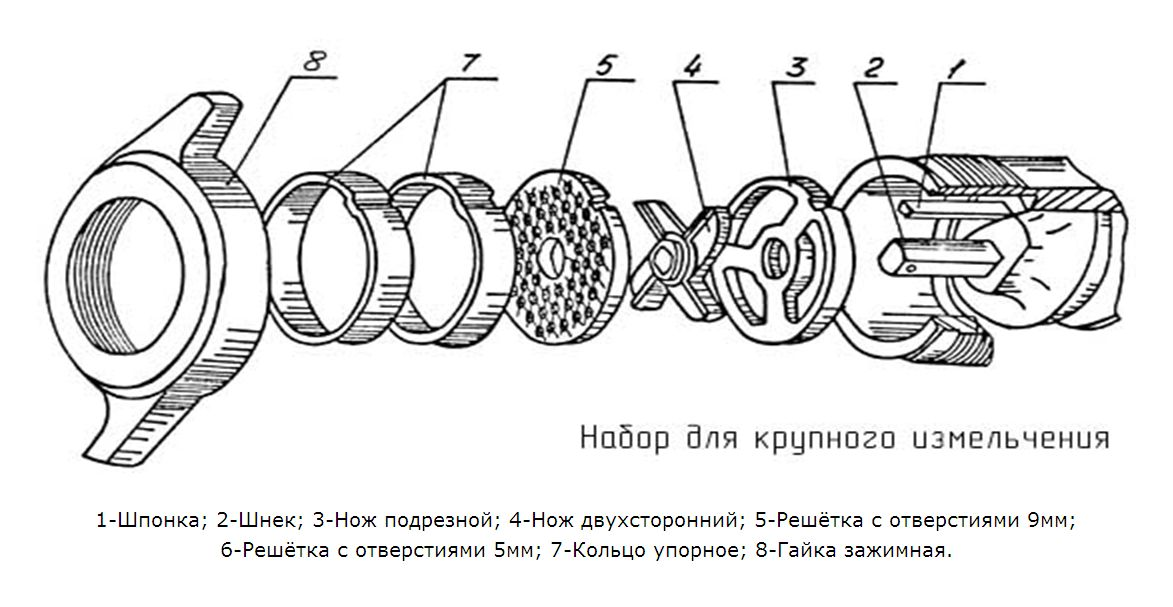 8 7 5 4 3 2 1
Набор для крупного измельчения
1-Шпонка; 2-Шнек; 3-Нож подрезной; 4-Нож двухсторонний; 5-Решётка с отверстиями 9мм;
6-Решётка с отверстиями 5мм; 7-Кольцо упорное; 8-Гайка зажимная.